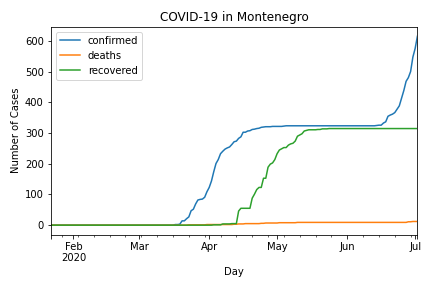 COVID-19 in Montenegro
confirmed
deaths
recovered
Number of Cases
600
500
400
300
200
100
0
Feb
2020
Mar
Apr
May
Jun
Jul
Day